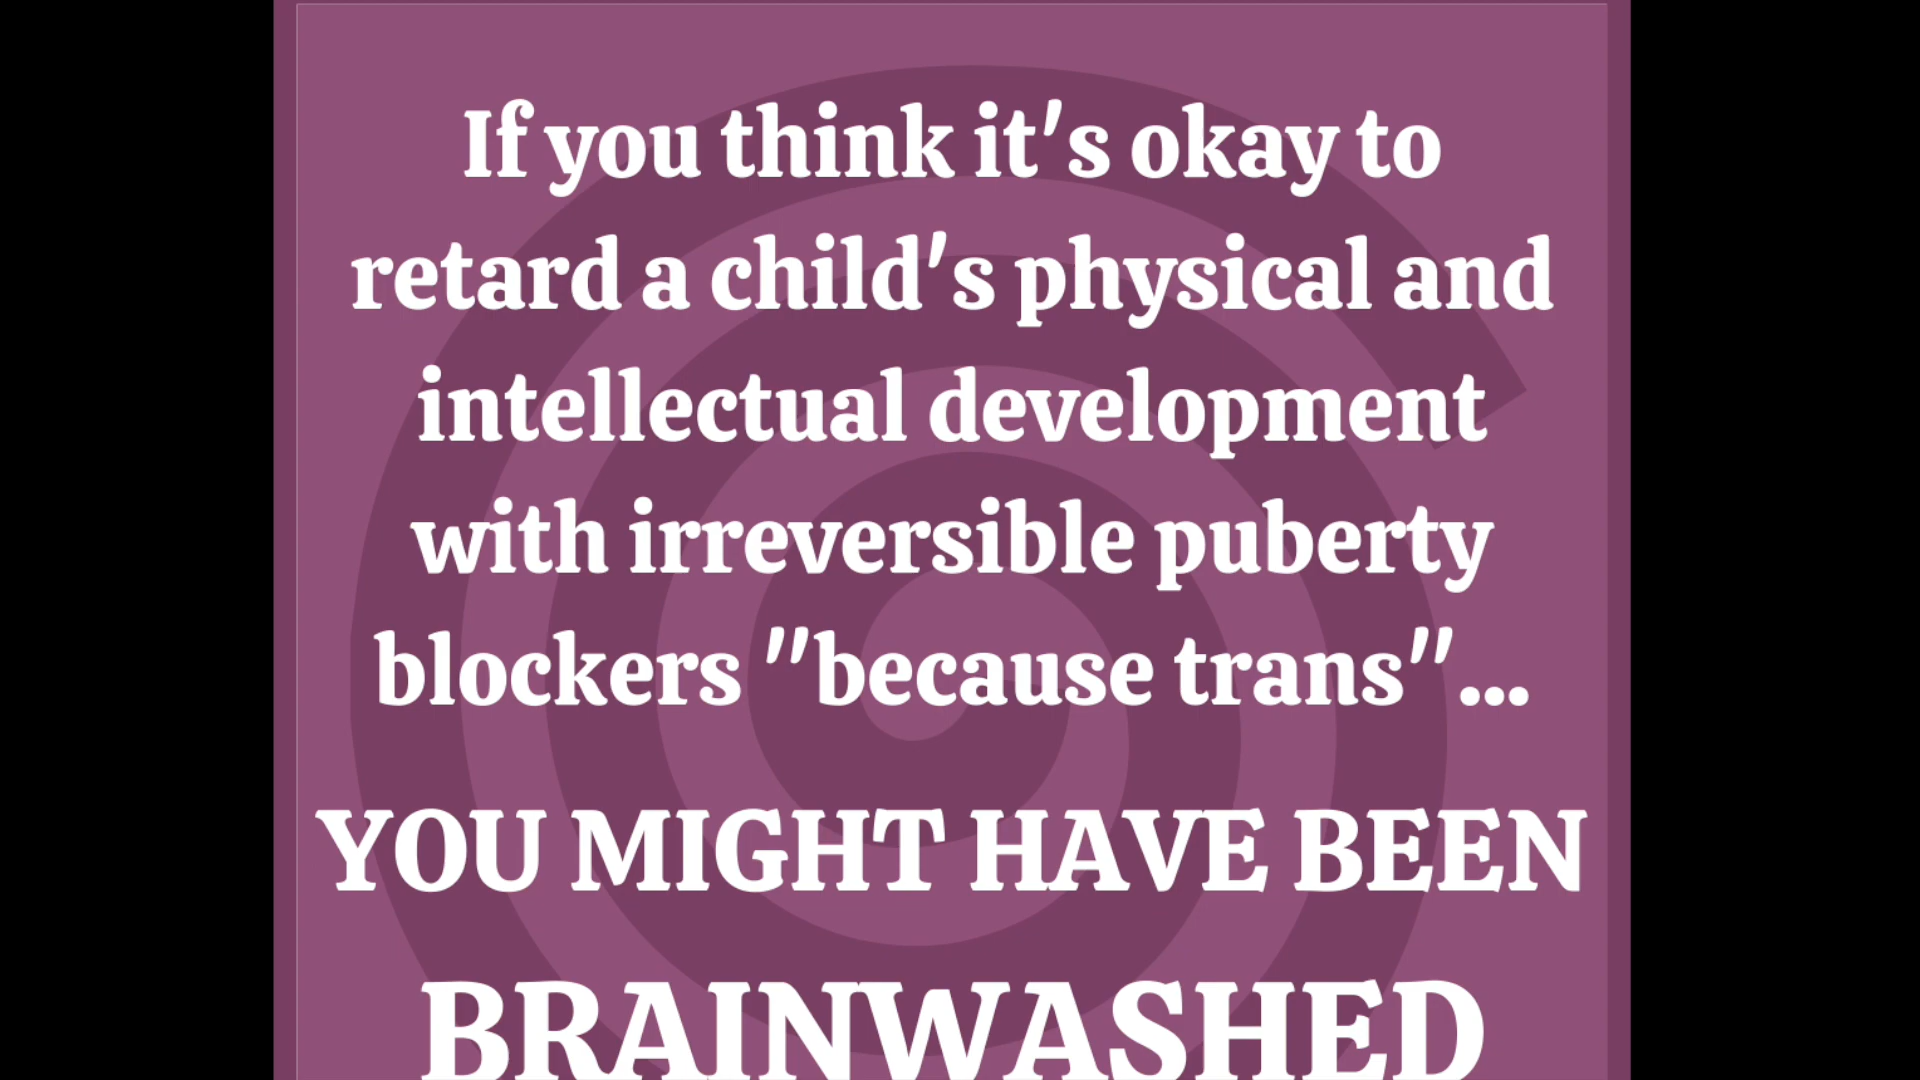 If you think it's okay to
retard a child's physical and
intellectual development
with irreversible puberty
blockers "because trans"...
YOU MIGHT HAVE BEEN
BRAINWASHED